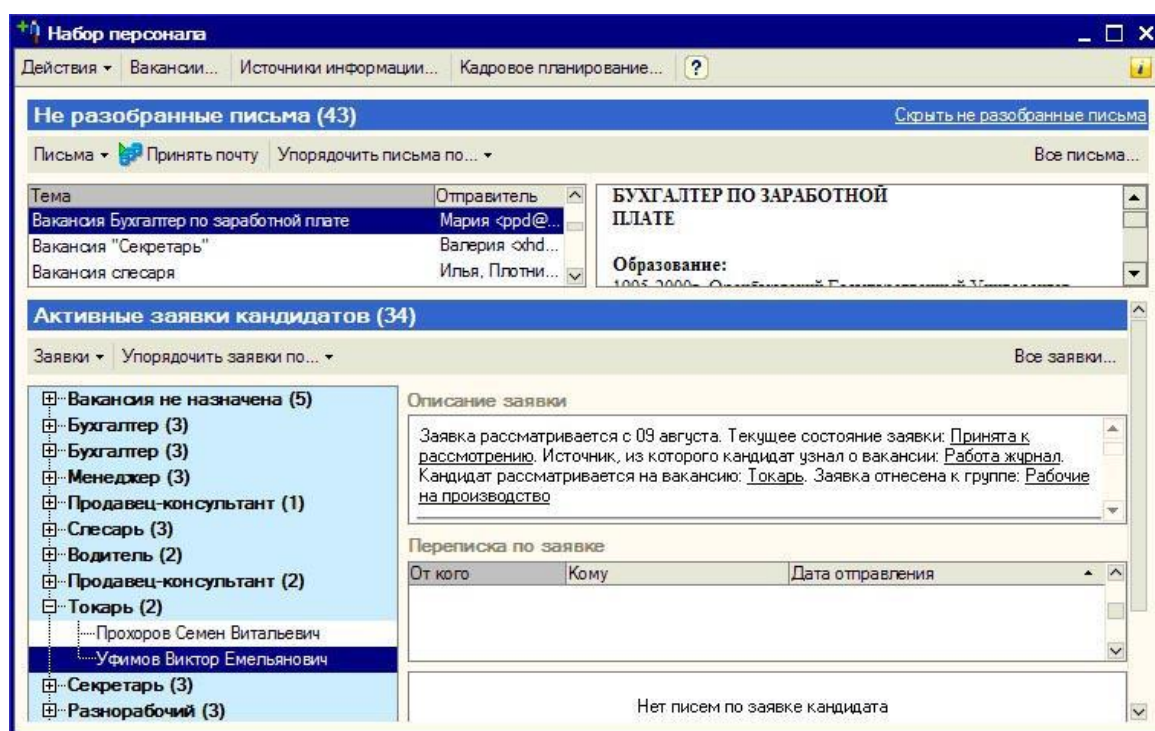 Набор персонала
Действия Вакансии... Источники информации... Кадровое планирование... ?
Не разобранные письма (43) Скрыть не разобранные письма
Письма Принять почту Упорядочить письма по... Все письма...
Тема Отправитель
Вакансия Бухгалтер по заработной плате Мария <ppd@...
Вакансия "Секретарь" Валерия <xhd...
Вакансия слесаря Илья, Плотни...
БУХГАЛТЕР ПО ЗАРАБОТНОЙ
ПЛАТЕ
Образование:
Активные заявки кандидатов (34)
Заявки Упорядочить заявки по... Все заявки...
Вакансия не назначена (5)
Бухгалтер (3)
Бухгалтер (3)
Менеджер (3)
Продавец-консультант (1)
Слесарь (3)
Водитель (2)
Продавец-консультант (2)
Токарь (2)
Прохоров Семен Витальевич
Уфимов Виктор Емельянович
Секретарь (3)
Разнорабочий (3)
Описание заявки
Заявка рассматривается с 09 августа. Текущее состояние заявки: Принята к
рассмотрению. Источник, из которого кандидат узнал о вакансии: Работа журнал.
Кандидат рассматривается на вакансию: Токарь. Заявка отнесена к группе: Рабочие
на производство
Переписка по заявке
От кого Кому Дата отправления
Нет писем по заявке кандидата